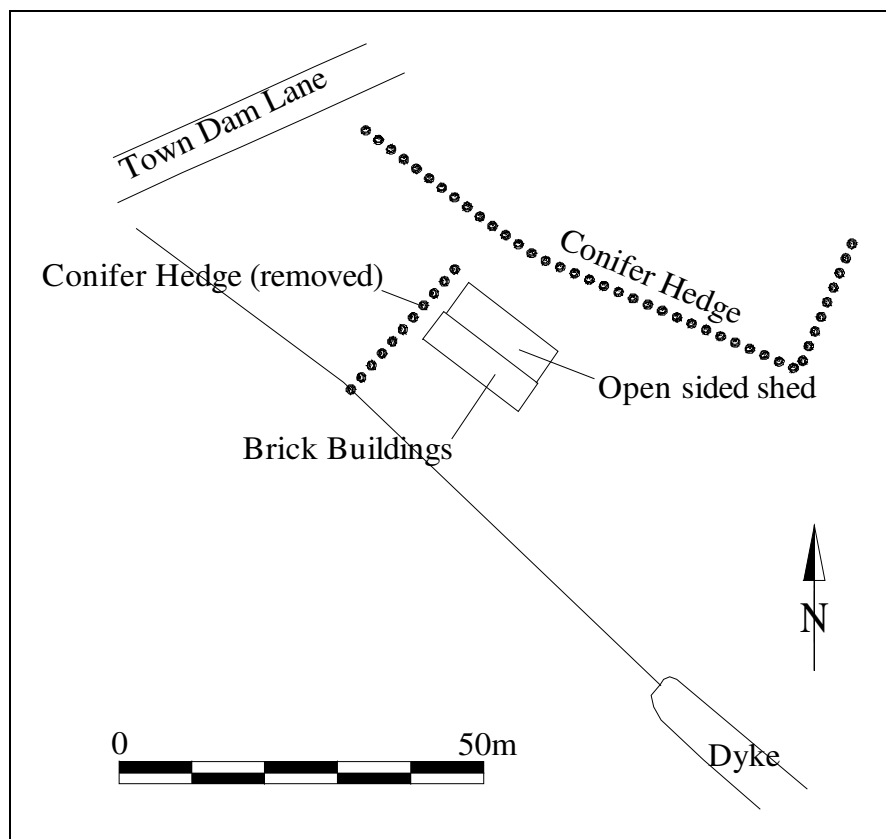 Town Dam Lane
Conifer Hedge
Conifer Hedge (removed)
Open sided shed
Brick Buildings
N
0 50m
Dyke